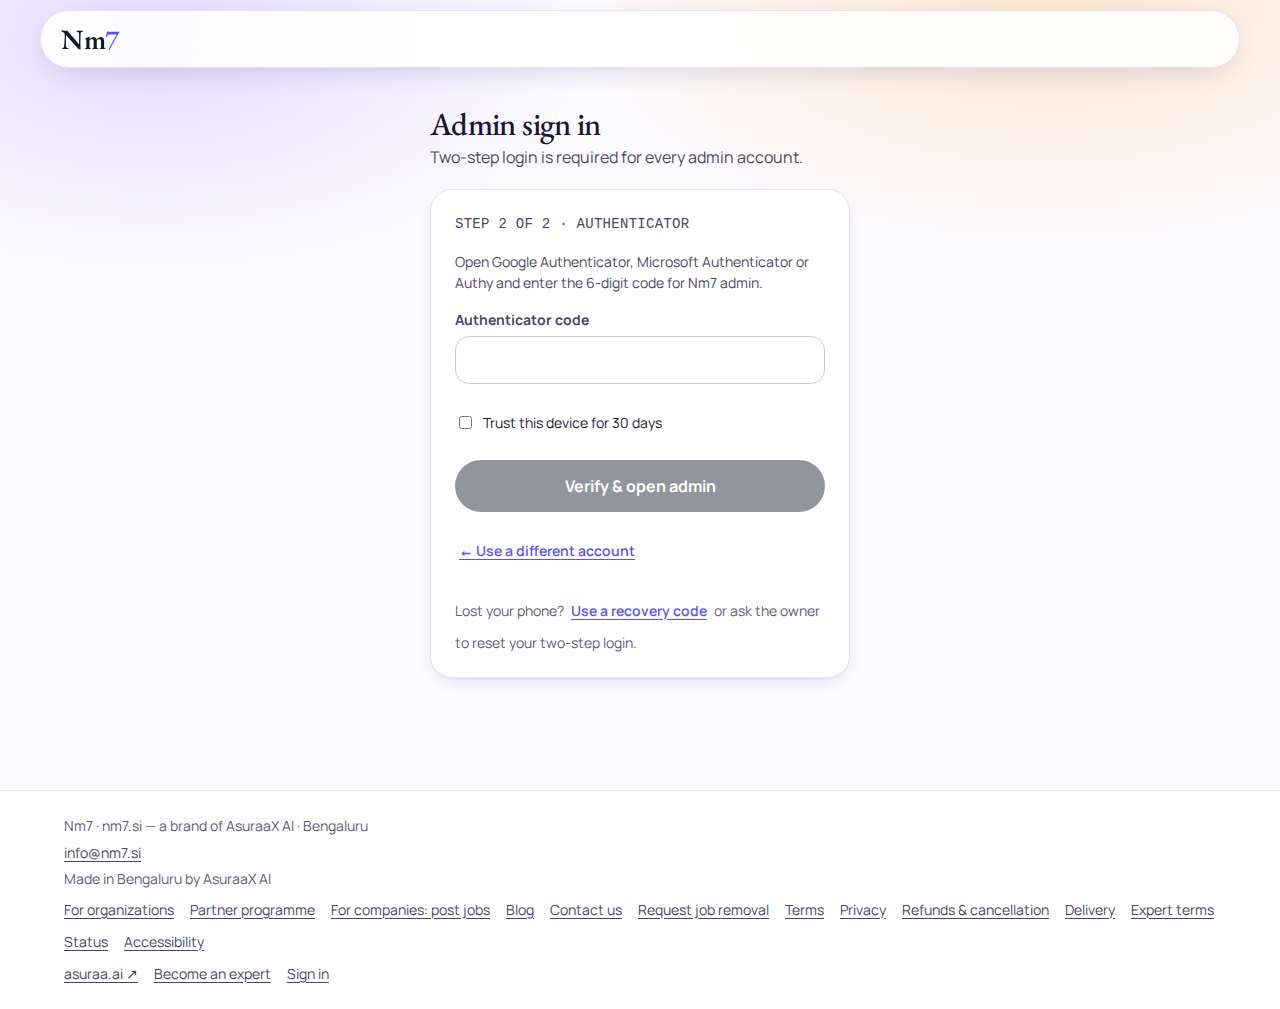 Nm7
Admin sign in
Two-step login is required for every admin account.
STEP 2 OF 2 · AUTHENTICATOR
Open Google Authenticator, Microsoft Authenticator or
Authy and enter the 6-digit code for Nm7 admin.
Authenticator code
Trust this device for 30 days
Verify & open admin
← Use a different account
Lost your phone? Use a recovery code or ask the owner
to reset your two-step login.
Nm7 · nm7.si — a brand of AsuraaX AI · Bengaluru
info@nm7.si
Made in Bengaluru by AsuraaX AI
For organizations Partner programme For companies: post jobs Blog Contact us Request job removal Terms Privacy Refunds & cancellation Delivery Expert terms
Status Accessibility
asuraa.ai ↗ Become an expert Sign in